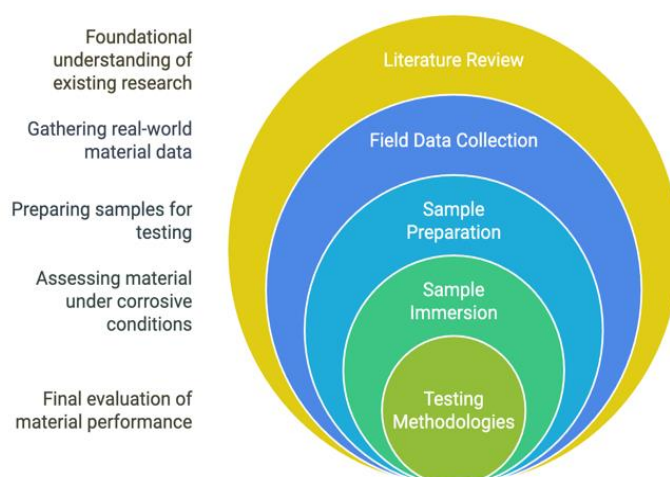 Foundational
understanding of
existing research
Literature Review
Gathering real-world
material data
Field Data Collection
Preparing samples for
testing
Sample
Preparation
Assessing material
under corrosive
conditions
Sample
Immersion
Final evaluation of
material performance
Testing
Methodologies